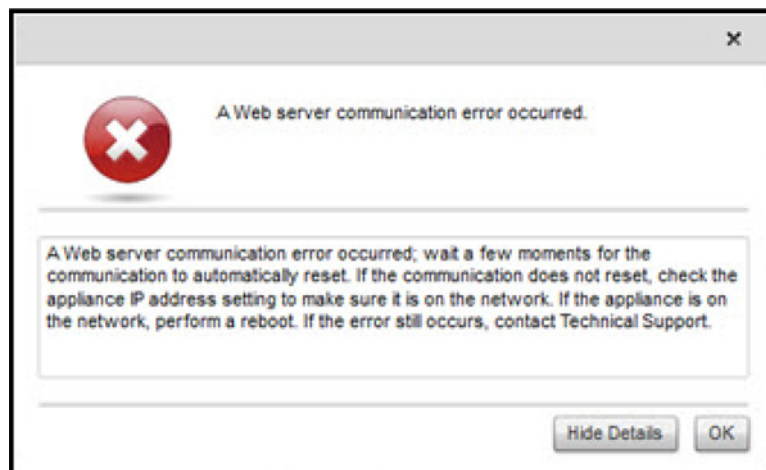 A Web server communication error occurred.
A Web server communication error occurred; wait a few moments for the
communication to automatically reset. If the communication does not reset, check the
appliance IP address setting to make sure it is on the network. If the appliance is on
the network, perform a reboot. If the error still occurs, contact Technical Support.
Hide Details OK